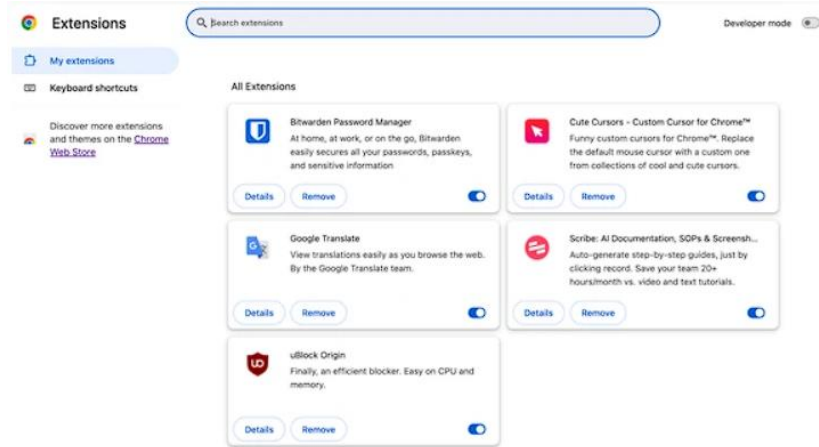 Extensions
Search extensions
Developer mode
My extensions
Keyboard shortcuts
Discover more extensions
and themes on the Chrome
Web Store
All Extensions
Bitwarden Password Manager
At home, at work, or on the go, Bitwarden
easily secures all your passwords, passkeys,
and sensitive information
Details
Remove
Cute Cursors - Custom Cursor for Chrome™
Funny custom cursors for Chrome™. Replace
the default mouse cursor with a custom one
from collections of cool and cute cursors.
Details
Remove
Google Translate
View translations easily as you browse the web.
By the Google Translate team.
Details
Remove
Scribe: AI Documentation, SOPs & Screensh...
Auto-generate step-by-step guides, just by
clicking record. Save your team 20+
hours/month vs. video and text tutorials.
Details
Remove
uBlock Origin
Finally, an efficient blocker. Easy on CPU and
memory.
Details
Remove